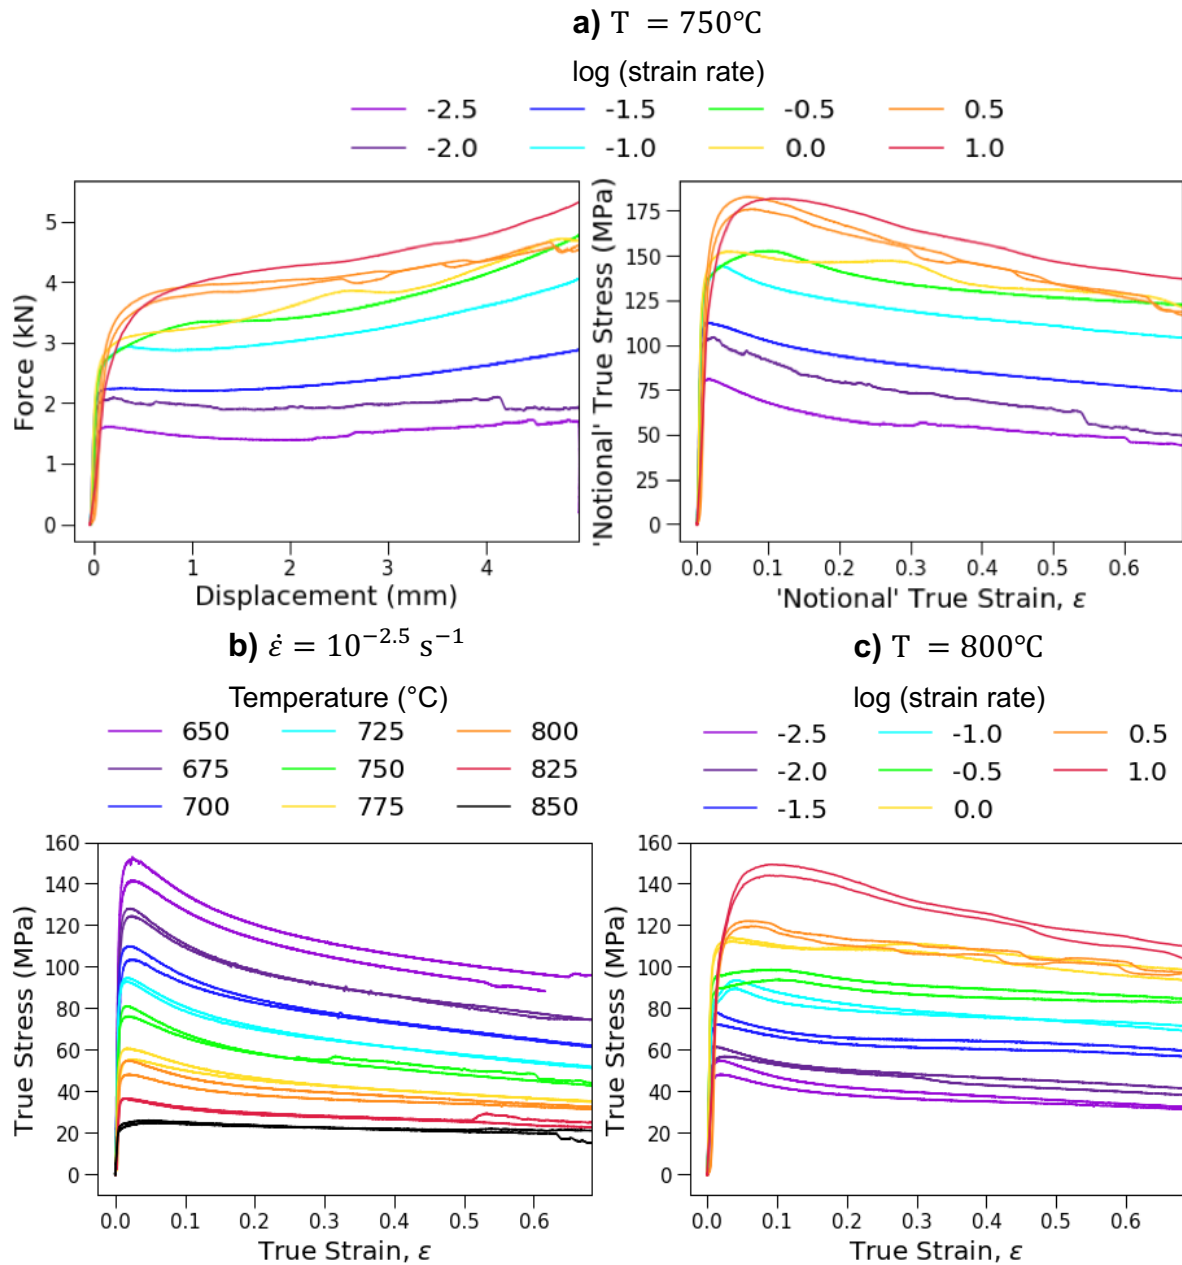 a) T = 750°C
log (strain rate)
-2.5 -1.5 -0.5 0.5
-2.0 -1.0 0.0 1.0
Force (kN)
5
4
3
2
1
0
0 1 2 3 4
Displacement (mm)
'Notional' True Stress (MPa)
175
150
125
100
75
50
25
0
0.0 0.1 0.2 0.3 0.4 0.5 0.6
'Notional' True Strain, ε
b) ε̇ = 10⁻²·⁵ s⁻¹
Temperature (°C)
650 725 800
675 750 825
700 775 850
True Stress (MPa)
160
140
120
100
80
60
40
20
0
0.0 0.1 0.2 0.3 0.4 0.5 0.6
True Strain, ε
c) T = 800°C
log (strain rate)
-2.5 -1.0 0.5
-2.0 -0.5 1.0
-1.5 0.0
True Stress (MPa)
160
140
120
100
80
60
40
20
0
0.0 0.1 0.2 0.3 0.4 0.5 0.6
True Strain, ε